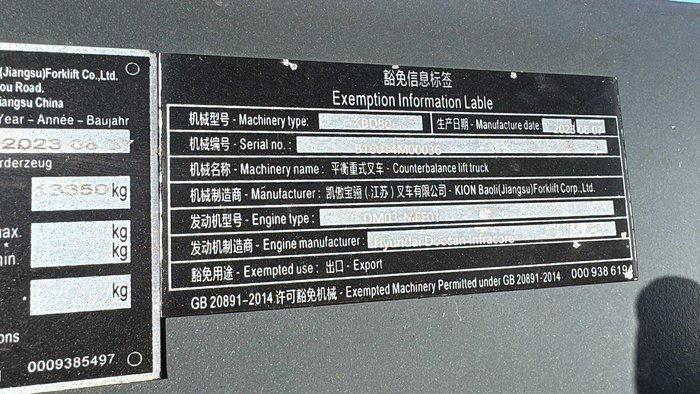 (Jiangsu)Forklift Co.,Ltd.
ou Road.
iangsu China
Year - Année - Baujahr
2023 08 07
rderzeug
13350 kg
ax. kg
min. kg
kg
ons
0009385497
豁免信息标签
Exemption Information Lable
机械型号 - Machinery type: KBD80 生产日期 - Manufacture date: 2023 08 07
机械编号 - Serial no.: B16U14M00036
机械名称 - Machinery name: 平衡重式叉车 - Counterbalance lift truck
机械制造商 - Manufacturer: 凯傲宝骊(江苏)叉车有限公司 - KION Baoli(Jiangsu)Forklift Corp.,Ltd.
发动机型号 - Engine type:
发动机制造商 - Engine manufacturer: Hyundai Doosan Infracore
豁免用途 - Exempted use: 出口 - Export
GB 20891-2014 许可豁免机械 - Exempted Machinery Permitted under GB 20891-2014 000 938 6194